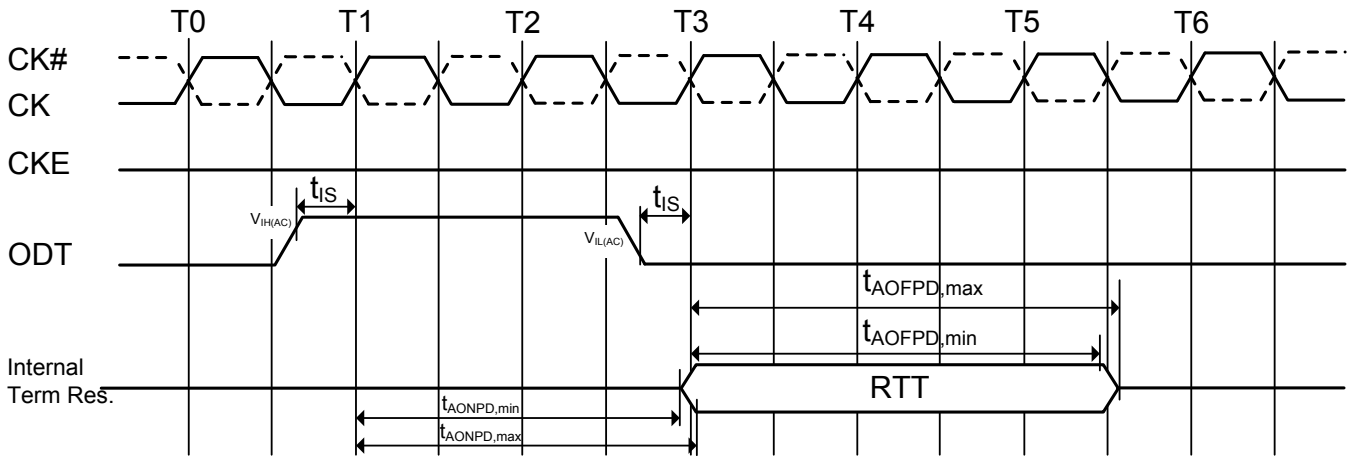 T0 T1 T2 T3 T4 T5 T6
CK#
CK
CKE
tIS
tIS
VIH(AC)
VIL(AC)
ODT
tAOFPD,max
tAOFPD,min
Internal
Term Res.
RTT
tAONPD,min
tAONPD,max